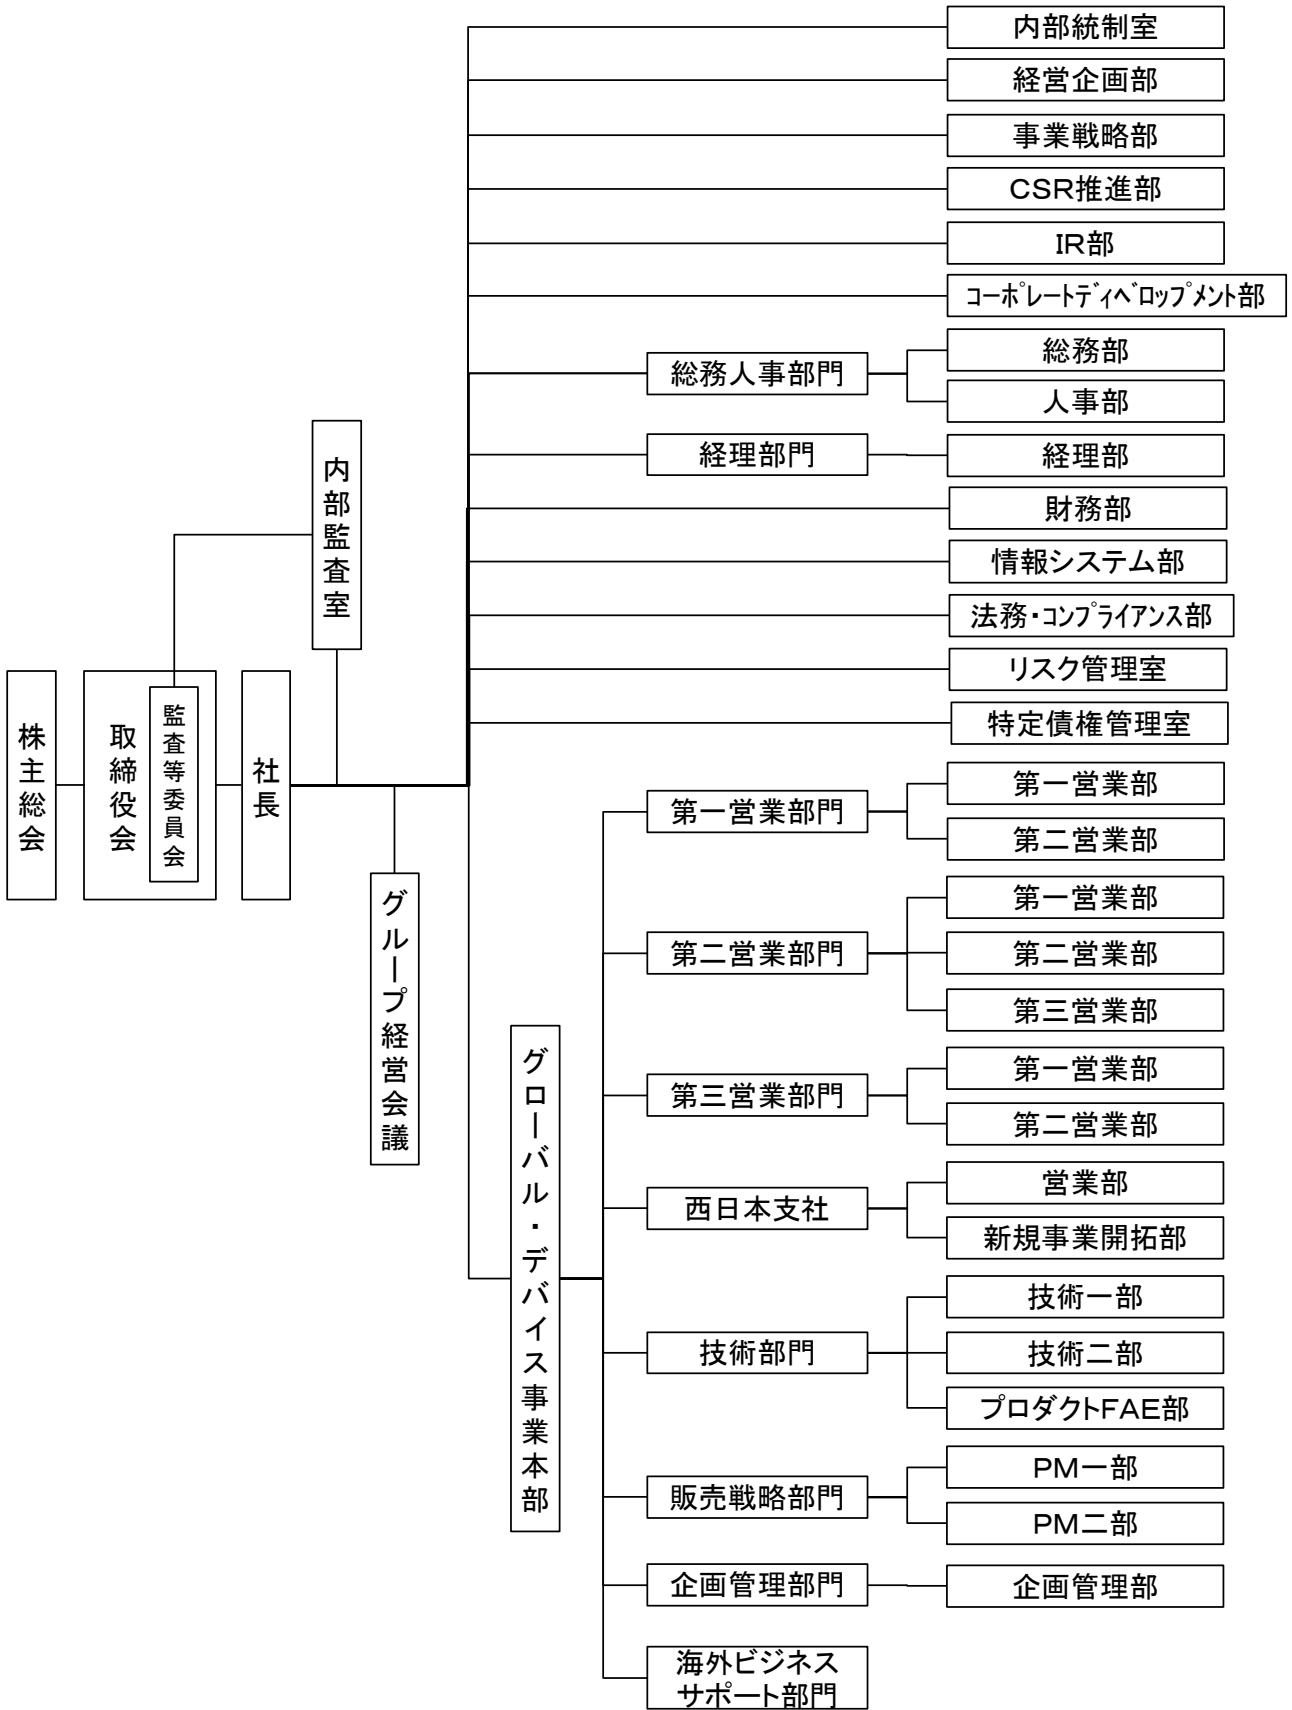 内部統制室
経営企画部
事業戦略部
CSR推進部
IR部
コーポレートディベロップメント部
総務人事部門
総務部
人事部
経理部門
経理部
財務部
情報システム部
法務・コンプライアンス部
リスク管理室
特定債権管理室
内部監査室
株主総会
取締役会
監査等委員会
社長
グループ経営会議
グローバル・デバイス事業本部
第一営業部門
第一営業部
第二営業部
第二営業部門
第一営業部
第二営業部
第三営業部
第三営業部門
第一営業部
第二営業部
西日本支社
営業部
新規事業開拓部
技術部門
技術一部
技術二部
プロダクトFAE部
販売戦略部門
PM一部
PM二部
企画管理部門
企画管理部
海外ビジネス
サポート部門